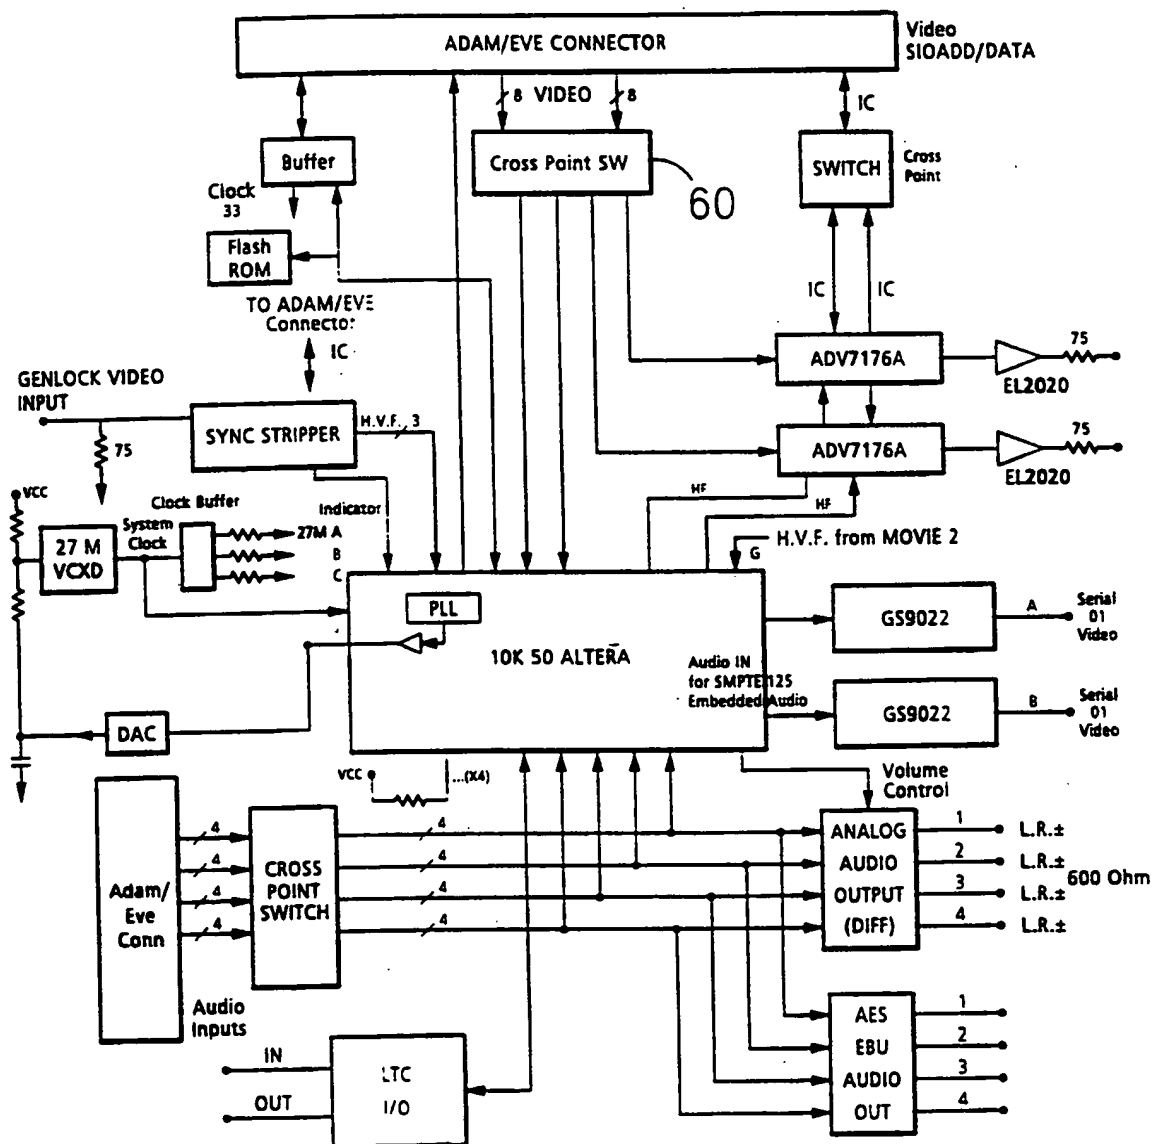 ADAM/EVE CONNECTOR
Video
SIOADD/DATA
8 VIDEO 8
IC
Buffer
Cross Point SW
60
SWITCH
Cross
Point
Clock
33
Flash
ROM
TO ADAM/EVE
Connector
IC
IC IC
GENLOCK VIDEO
INPUT
75
SYNC STRIPPER
H.V.F. 3
ADV7176A
EL2020
75
ADV7176A
EL2020
75
VCC
27 M
VCXD
System
Clock
Clock Buffer
Indicator
27M A
B
C
HF
HF
G
H.V.F. from MOVIE 2
PLL
10K 50 ALTERA
Audio IN
for SMPTE 125
Embedded Audio
GS9022
A
Serial
01
Video
GS9022
B
Serial
01
Video
DAC
VCC
...(X4)
Volume
Control
Adam/
Eve
Conn
4
4
4
4
CROSS
POINT
SWITCH
4
4
4
4
ANALOG
AUDIO
OUTPUT
(DIFF)
1 L.R.±
2 L.R.±
3 L.R.±
4 L.R.±
600 Ohm
Audio
Inputs
IN
OUT
LTC
I/O
AES
EBU
AUDIO
OUT
1
2
3
4